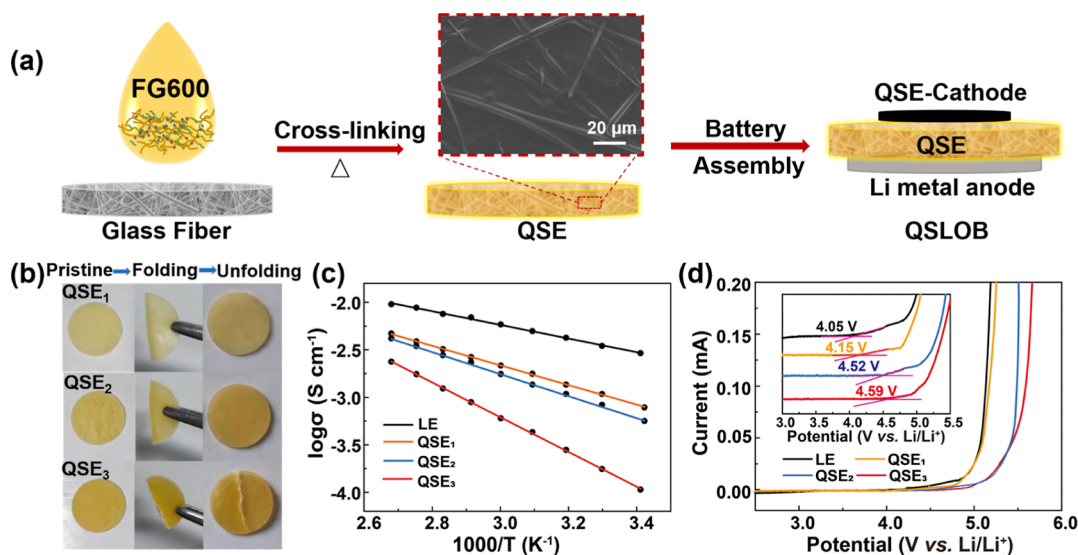 (a)
FG600
Glass Fiber
Cross-linking
△
20 μm
QSE
Battery
Assembly
QSE-Cathode
QSE
Li metal anode
QSLOB
(b)
Pristine
Folding
Unfolding
QSE₁
QSE₂
QSE₃
(c)
logσ (S cm⁻¹)
-2.0
-2.5
-3.0
-3.5
-4.0
LE
QSE₁
QSE₂
QSE₃
2.6 2.8 3.0 3.2 3.4
1000/T (K⁻¹)
(d)
Current (mA)
0.20
0.15
0.10
0.05
0.00
4.05 V
4.15 V
4.52 V
4.59 V
2.5 3.0 3.5 4.0 4.5 5.0 5.5
Potential (V vs. Li/Li⁺)
LE QSE₁
QSE₂ QSE₃
3.0 4.0 5.0 6.0
Potential (V vs. Li/Li⁺)